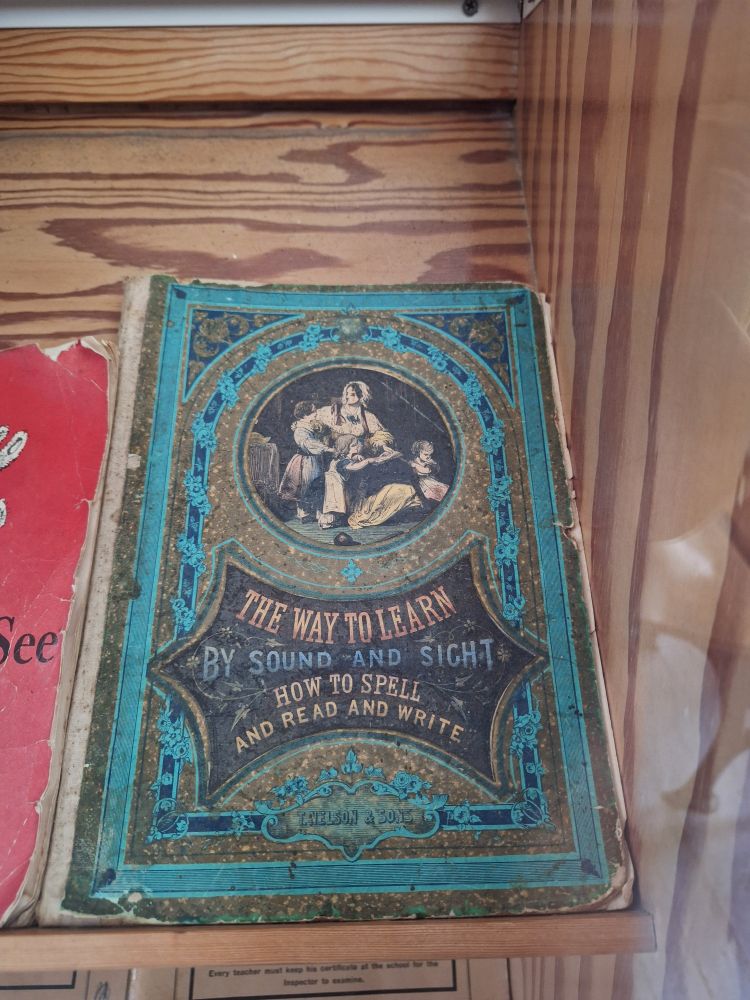 See
THE WAY TO LEARN
BY SOUND AND SIGHT
HOW TO SPELL
AND READ AND WRITE
T. NELSON & SONS
Every teacher must keep his certificate at the school for the
Inspector to examine.